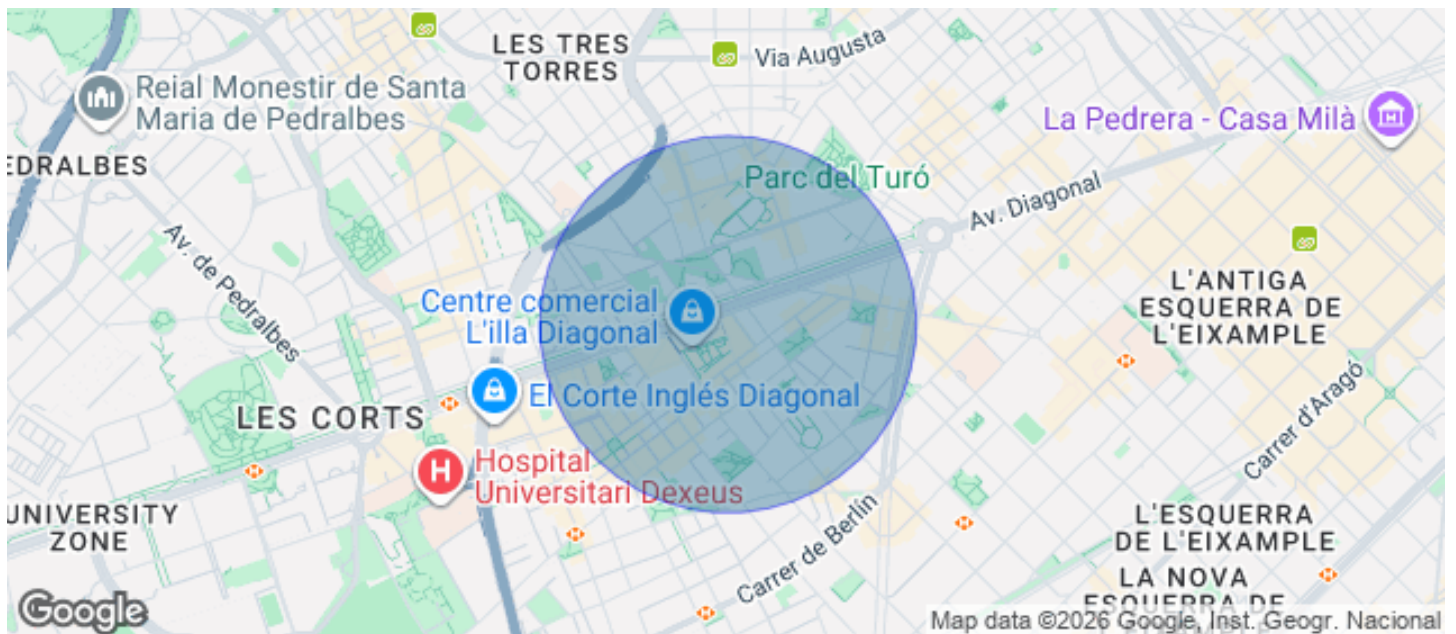 LES TRES
TORRES
Via Augusta
Reial Monestir de Santa
Maria de Pedralbes
La Pedrera - Casa Milà
EDRALBES
Parc del Turó
Av. Diagonal
Av. de Pedralbes
L'ANTIGA
ESQUERRA DE
L'EIXAMPLE
Centre comercial
L'illa Diagonal
El Corte Inglés Diagonal
LES CORTS
Carrer d'Aragó
Hospital
Universitari Dexeus
H
UNIVERSITY
ZONE
Carrer de Berlín
L'ESQUERRA
DE L'EIXAMPLE
LA NOVA
ESQUERRA DE
Google
Map data ©2026 Google, Inst. Geogr. Nacional